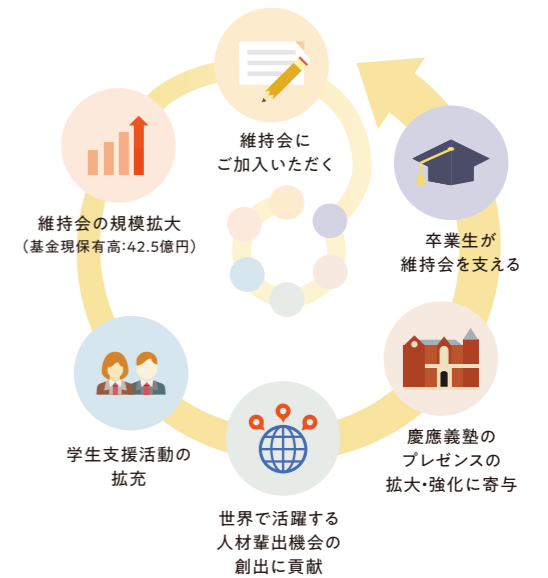 維持会に
ご加入いただく
維持会の規模拡大
（基金現保有高：42.5億円）
学生支援活動の
拡充
世界で活躍する
人材輩出機会の
創出に貢献
慶應義塾の
プレゼンスの
拡大・強化に寄与
卒業生が
維持会を支える